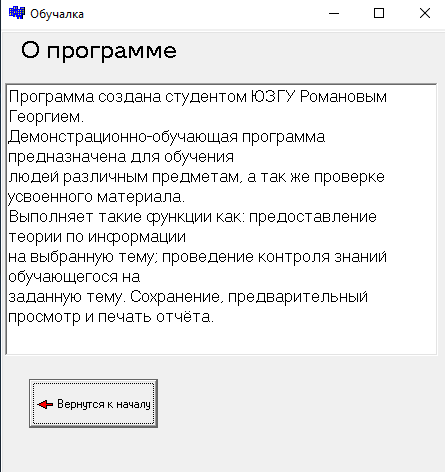 Обучалка
О программе
Программа создана студентом ЮЗГУ Романовым
Георгием.
Демонстрационно-обучающая программа
предназначена для обучения
людей различным предметам, а так же проверке
усвоенного материала.
Выполняет такие функции как: предоставление
теории по информации
на выбранную тему; проведение контроля знаний
обучающегося на
заданную тему. Сохранение, предварительный
просмотр и печать отчёта.
Вернутся к началу